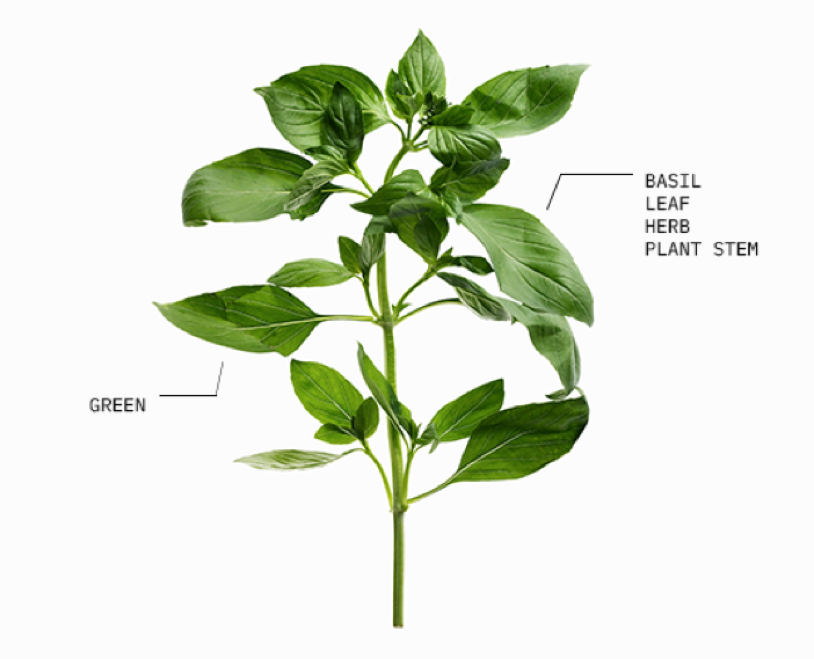 BASIL
LEAF
HERB
PLANT STEM
GREEN